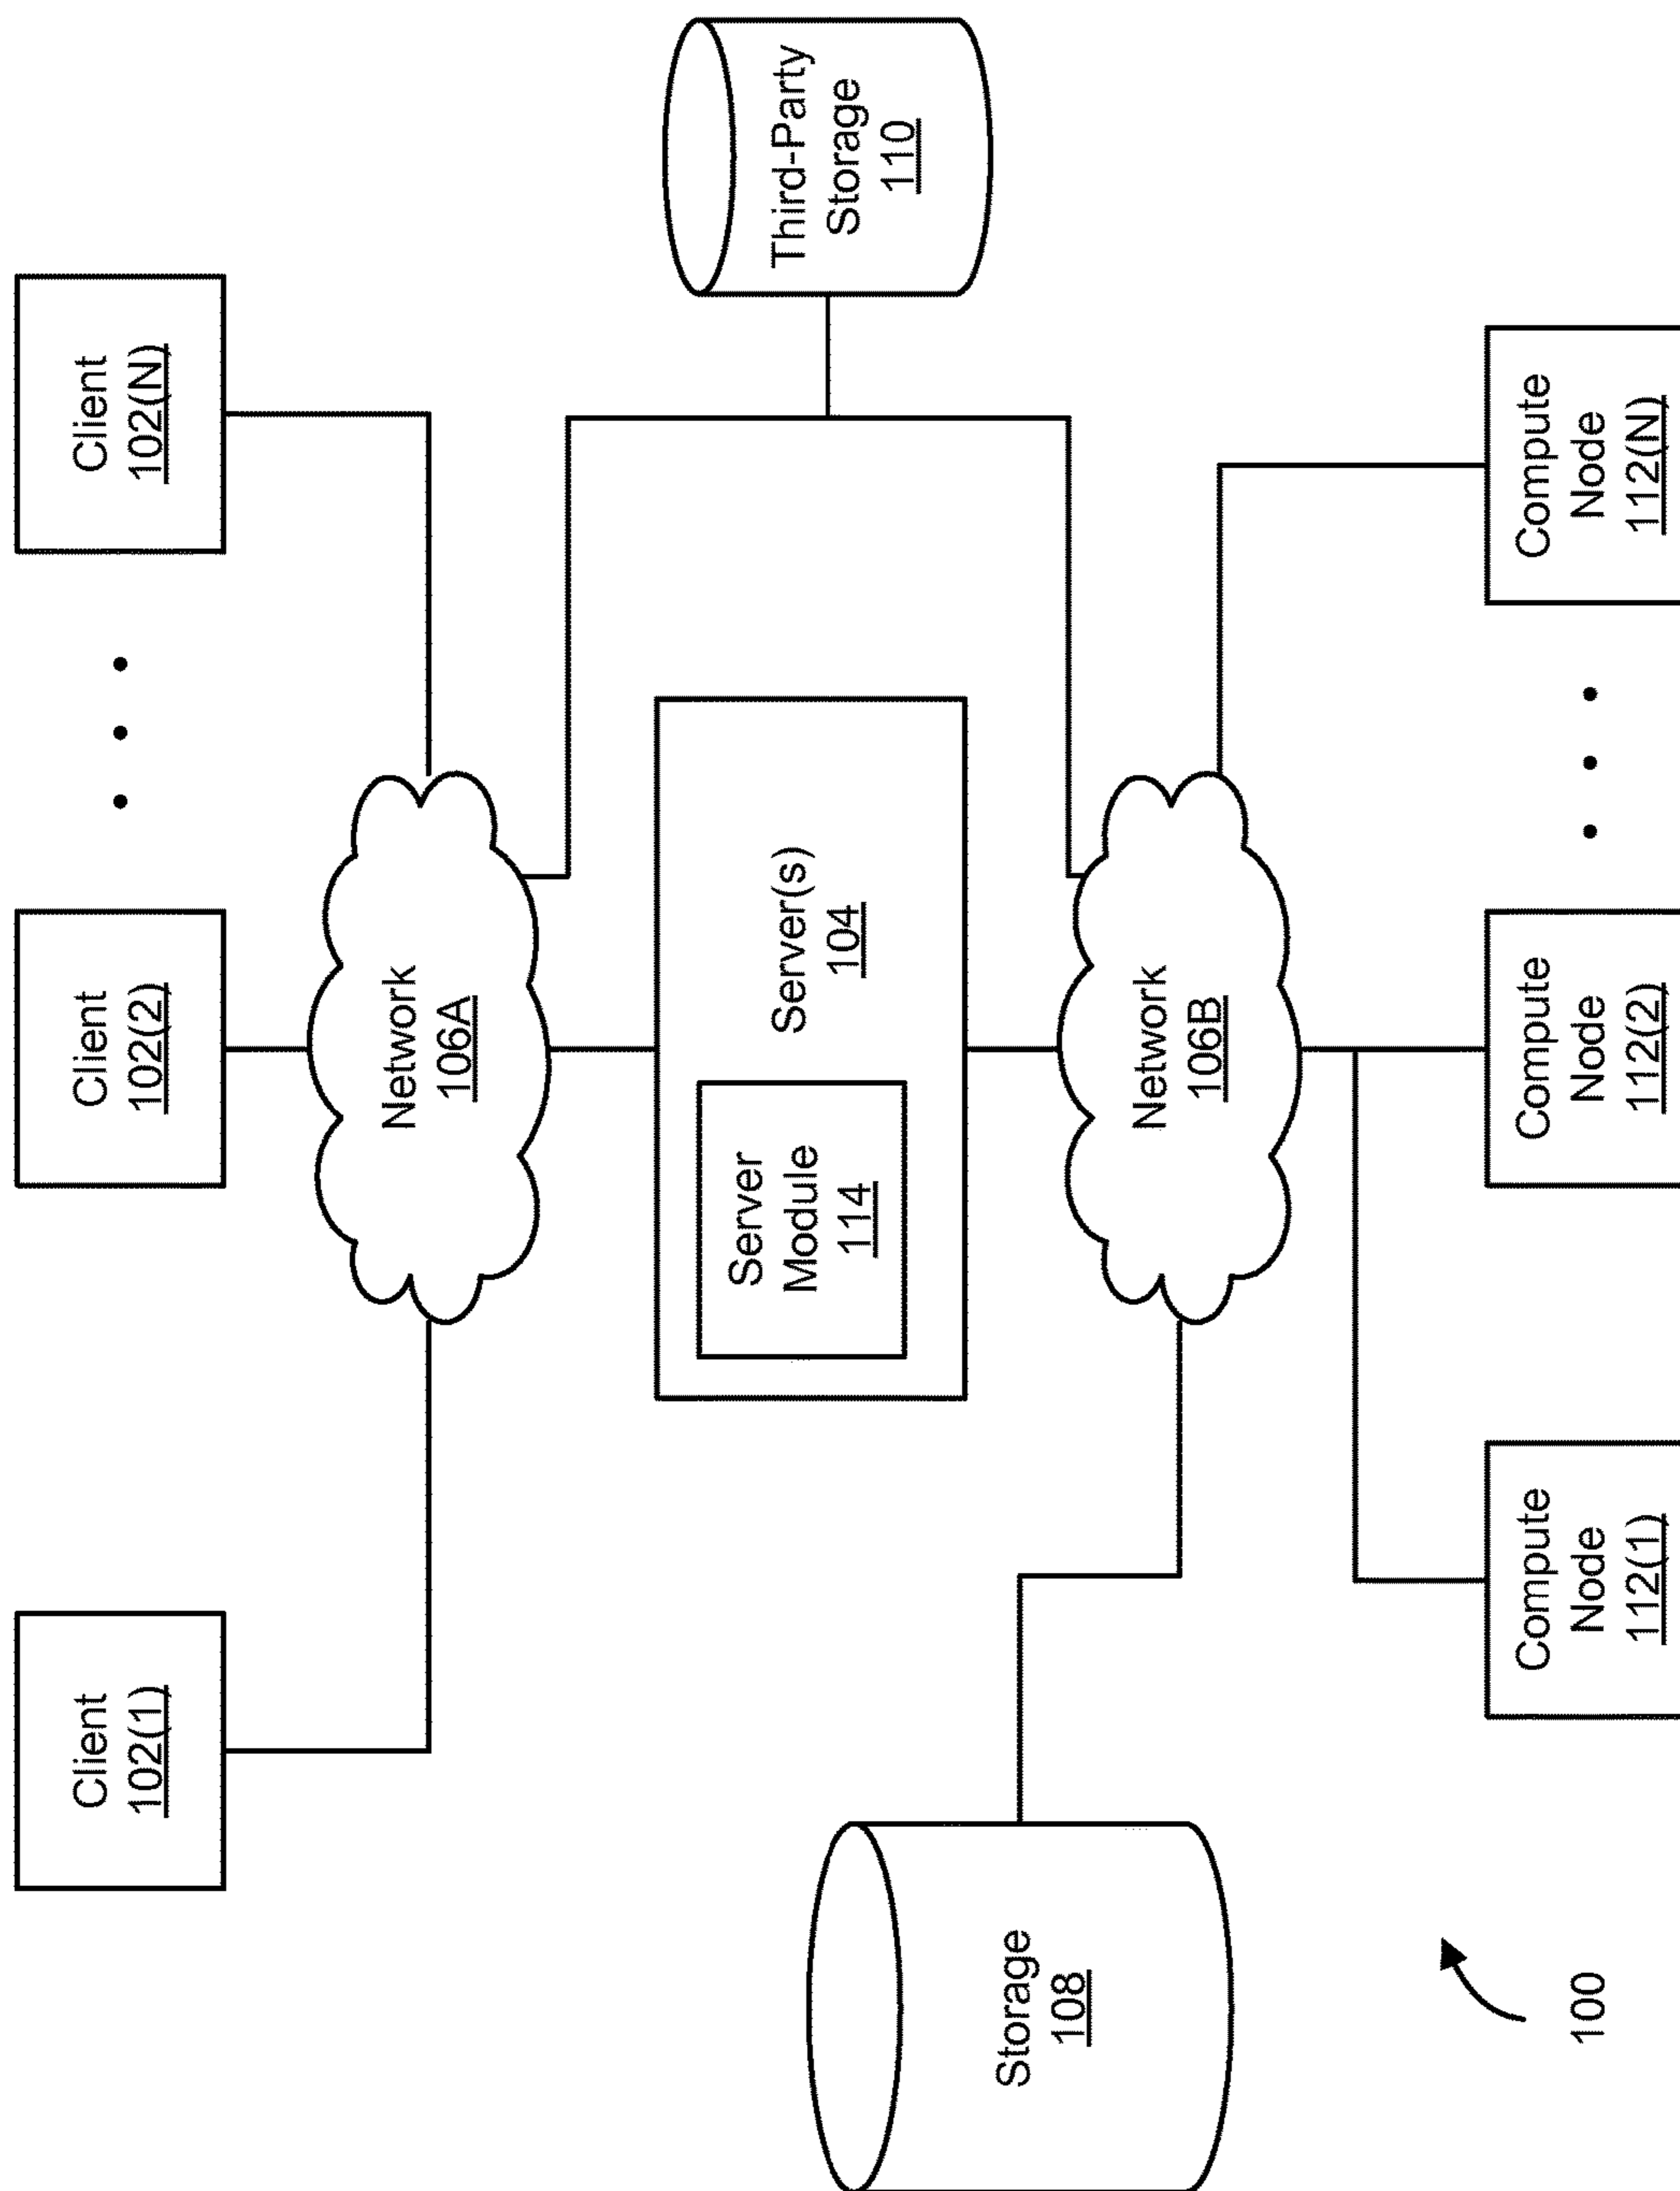 Client
102(1)
Client
102(2)
Client
102(N)
Network
106A
Server(s)
104
Server
Module
114
Third-Party
Storage
110
Storage
108
Network
106B
Compute
Node
112(1)
Compute
Node
112(2)
Compute
Node
112(N)
100